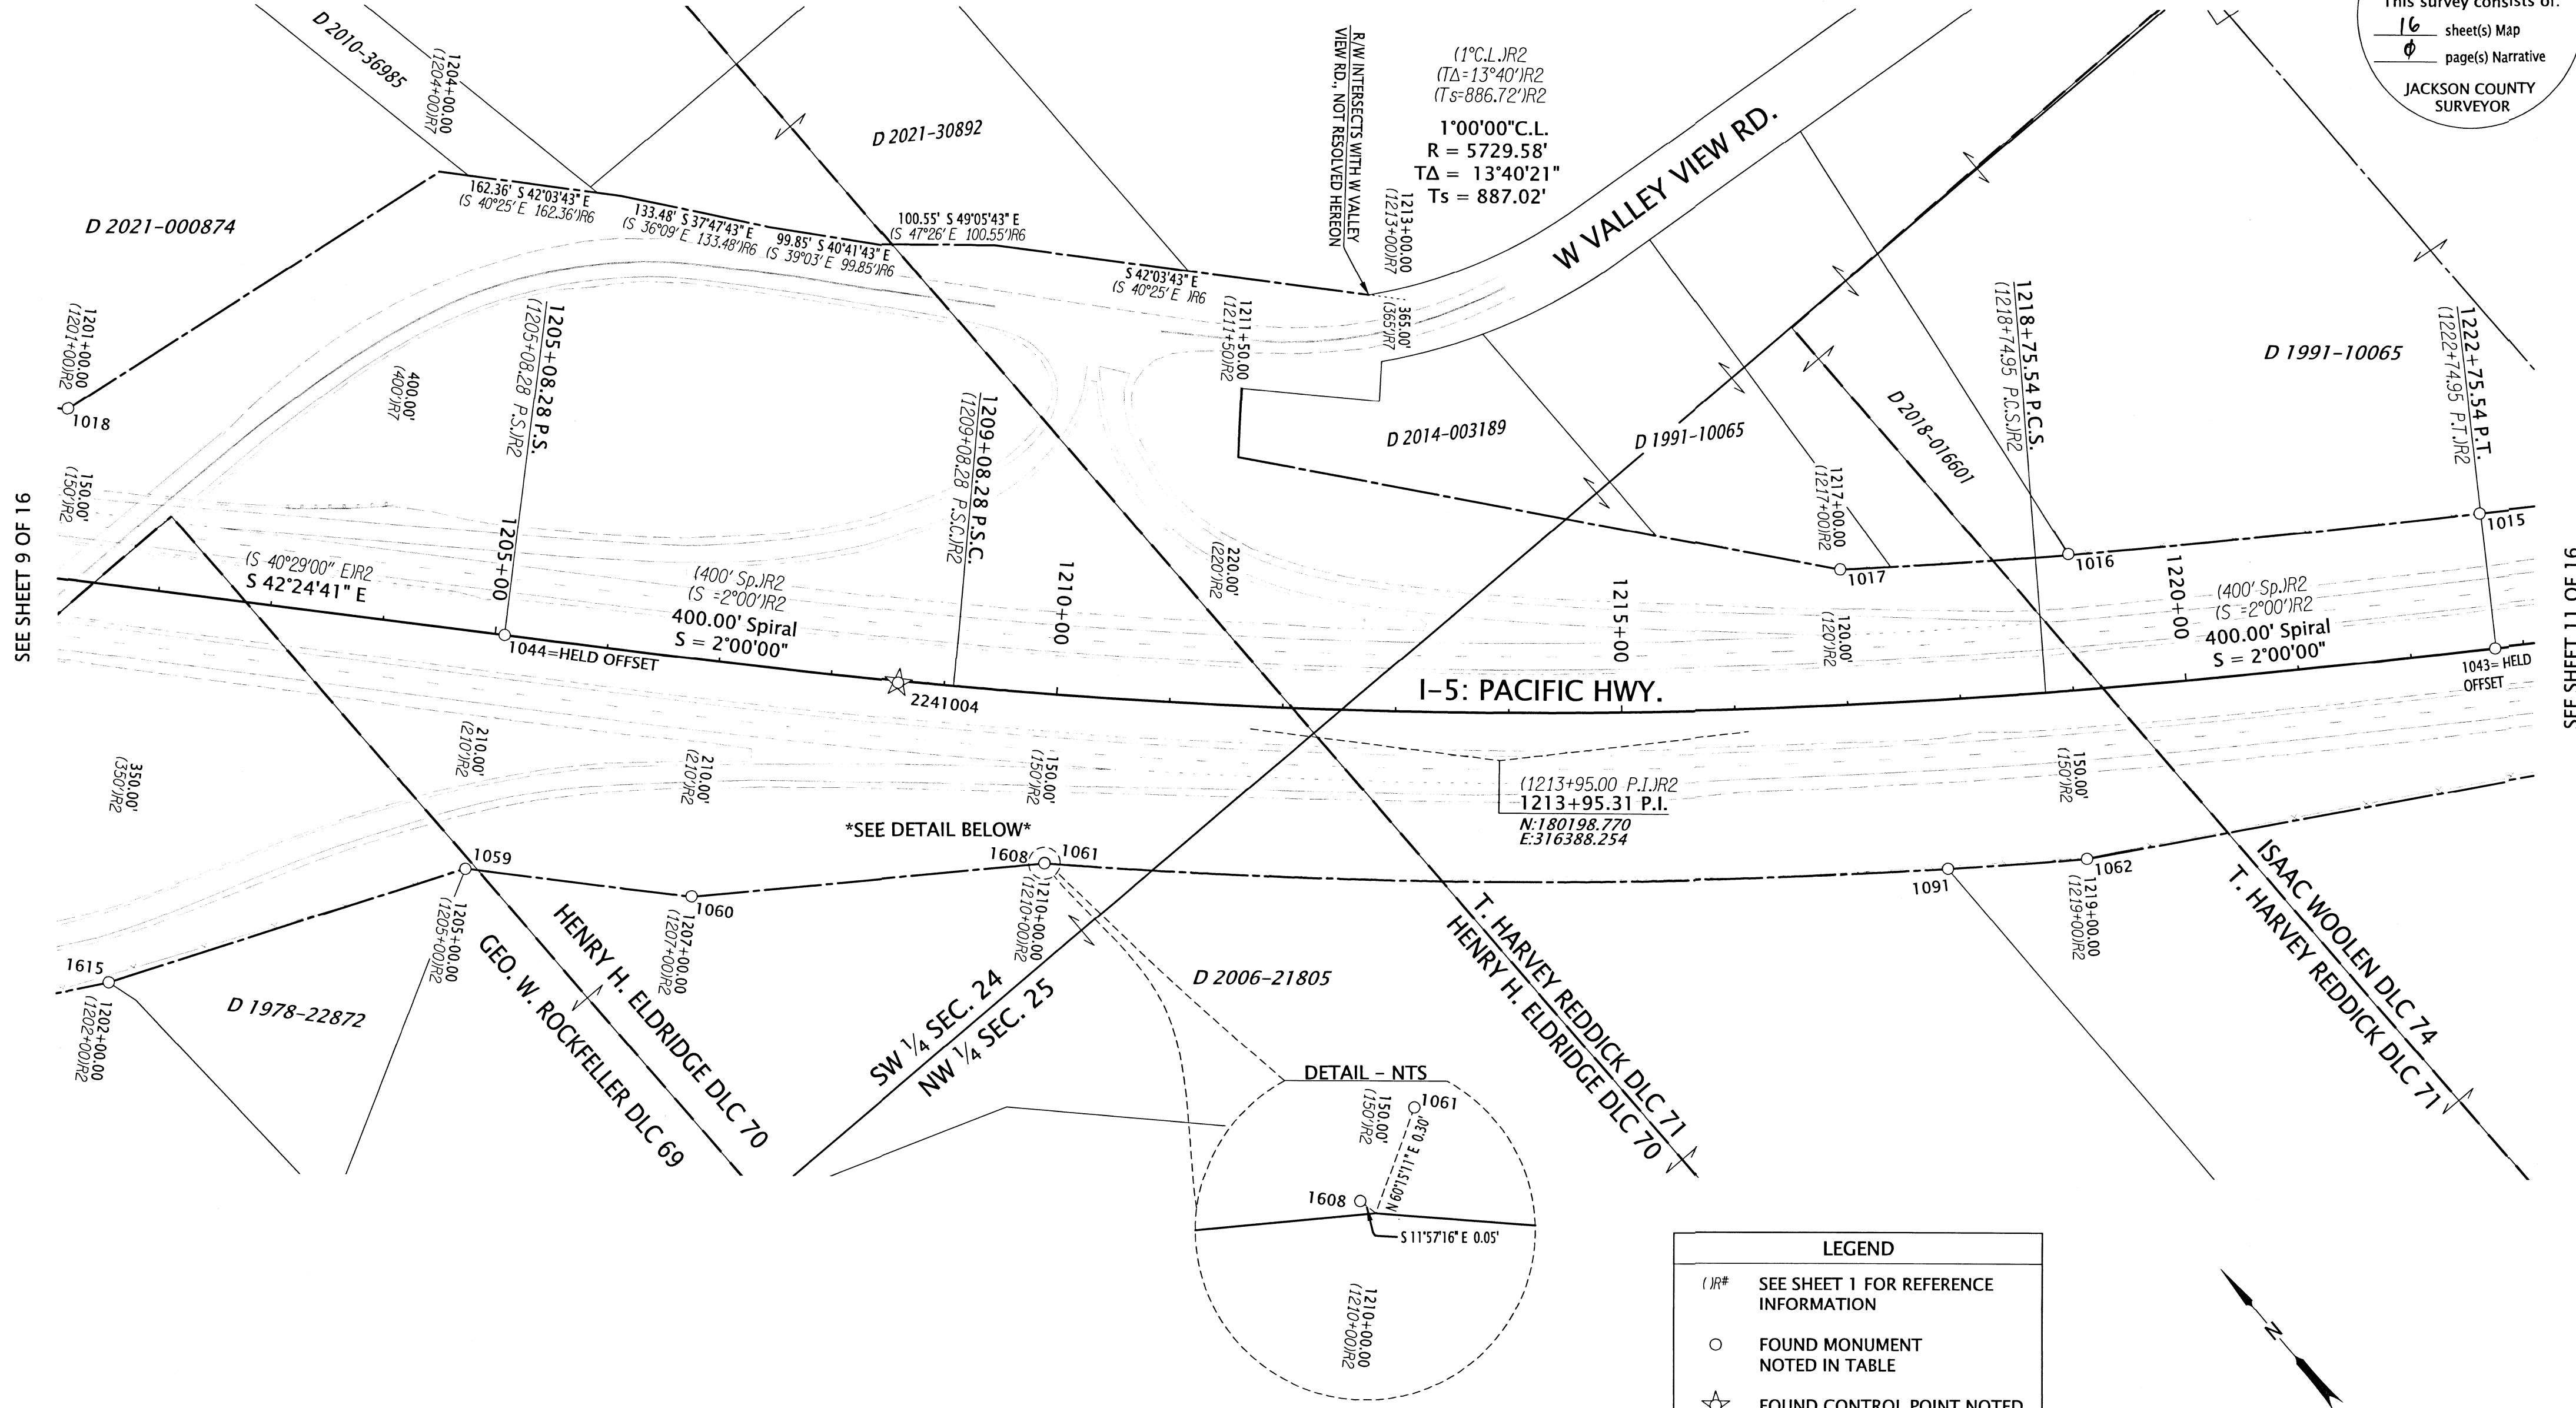 This survey consists of:
16 sheet(s) Map
φ page(s) Narrative
JACKSON COUNTY
SURVEYOR
D 2010-36985
1204+00.00
(1204+00)R7
D 2021-30892
R/W INTERSECTS WITH W VALLEY
VIEW RD., NOT RESOLVED HEREON
(1°C.L.)R2
(TΔ=13°40')R2
(Ts=886.72')R2
1°00'00"C.L.
R = 5729.58'
TΔ = 13°40'21"
Ts = 887.02'
W VALLEY VIEW RD.
D 2021-000874
162.36' S 42°03'43" E
(S 40°25' E 162.36')R6
133.48' S 37°47'43" E
(S 36°09' E 133.48')R6
99.85' S 40°41'43" E
(S 39°03' E 99.85')R6
100.55' S 49°05'43" E
(S 47°26' E 100.55')R6
S 42°03'43" E
(S 40°25' E )R6
1213+00.00
(1213+00)R7
365.00'
(365')R7
1211+50.00
(1211+50)R2
1201+00.00
(1201+00)R2
1018
400.00'
(400')R7
1205+08.28 P.S.
(1205+08.28 P.S.)R2
1209+08.28 P.S.C.
(1209+08.28 P.S.C.)R2
D 2014-003189
D 1991-10065
D 2018-016601
1218+75.54 P.C.S.
(1218+74.95 P.C.S.)R2
D 1991-10065
1222+75.54 P.T.
(1222+74.95 P.T.)R2
150.00'
(150')R2
SEE SHEET 9 OF 16
(S 40°29'00" E)R2
S 42°24'41" E
1205+00
1044=HELD OFFSET
(400' Sp.)R2
(S =2°00')R2
400.00' Spiral
S = 2°00'00"
2241004
1210+00
220.00'
(220')R2
1215+00
I-5: PACIFIC HWY.
1217+00.00
(1217+00)R2
1017
120.00'
(120')R2
1016
1220+00
(400' Sp.)R2
(S =2°00')R2
400.00' Spiral
S = 2°00'00"
1015
1043= HELD
OFFSET
SEE SHEET 11 OF 16
350.00'
(350')R2
210.00'
(210')R2
210.00'
(210')R2
150.00'
(150')R2
(1213+95.00 P.I.)R2
1213+95.31 P.I.
N:180198.770
E:316388.254
150.00'
(150')R2
*SEE DETAIL BELOW*
1059
1060
1608
1061
1091
1062
1615
1202+00.00
(1202+00)R2
D 1978-22872
1205+00.00
(1205+00)R2
1207+00.00
(1207+00)R2
1210+00.00
(1210+00)R2
1219+00.00
(1219+00)R2
HENRY H. ELDRIDGE DLC 70
GEO. W. ROCKFELLER DLC 69
SW ¼ SEC. 24
NW ¼ SEC. 25
D 2006-21805
T. HARVEY REDDICK DLC 71
HENRY H. ELDRIDGE DLC 70
ISAAC WOOLEN DLC 74
T. HARVEY REDDICK DLC 71
DETAIL - NTS
150.00'
(150')R2
1061
N 60°15'11" E 0.30'
1608
S 11°57'16" E 0.05'
1210+00.00
(1210+00)R2
LEGEND
( )R# SEE SHEET 1 FOR REFERENCE
INFORMATION
FOUND MONUMENT
NOTED IN TABLE
FOUND CONTROL POINT NOTED
N